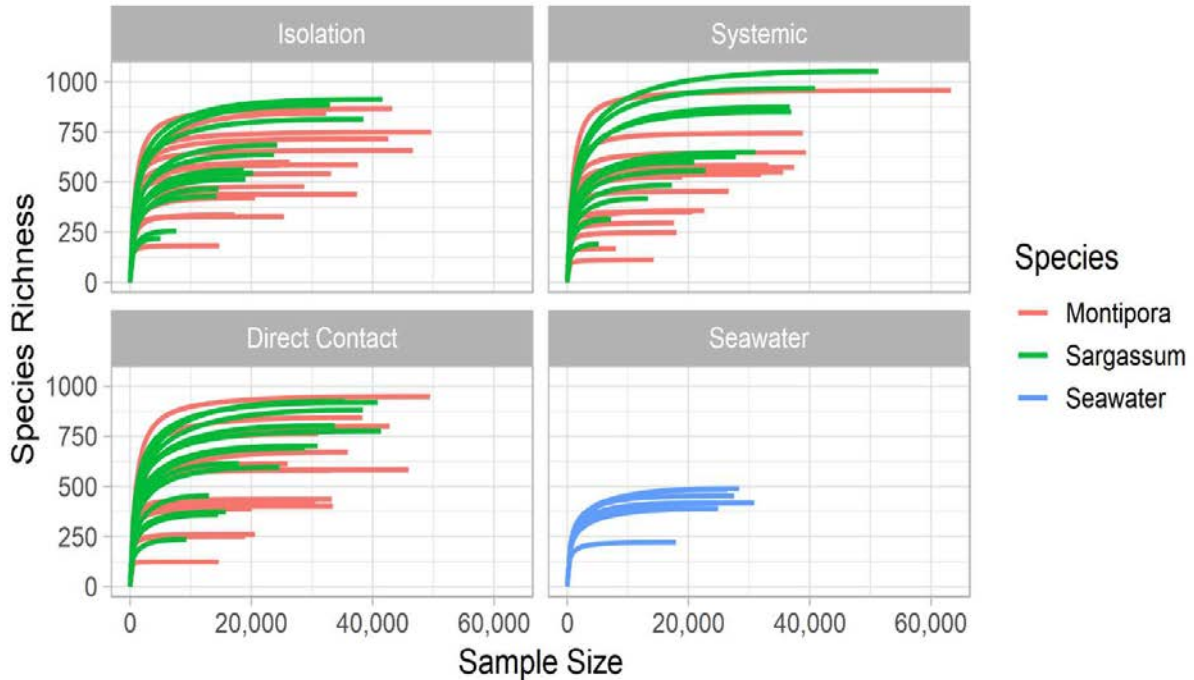 Isolation
Systemic
1000
750
500
250
0
Direct Contact
Seawater
1000
750
500
250
0
0
20,000
40,000
60,000
0
20,000
40,000
60,000
Species Richness
Sample Size
Species
Montipora
Sargassum
Seawater